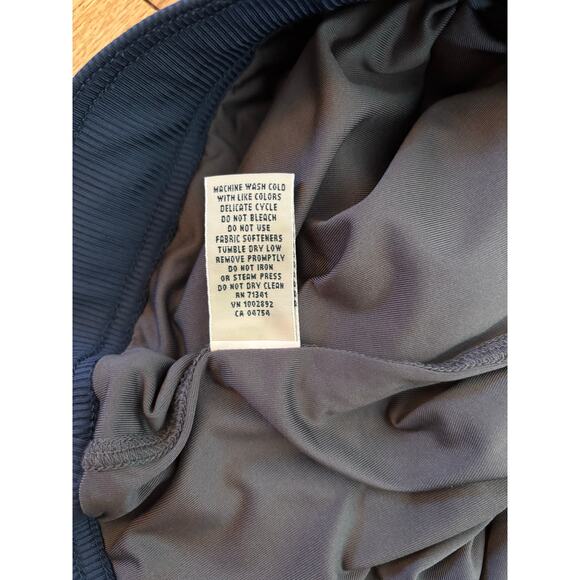 MACHINE WASH COLD
WITH LIKE COLORS
DELICATE CYCLE
DO NOT BLEACH
DO NOT USE
FABRIC SOFTENERS
TUMBLE DRY LOW
REMOVE PROMPTLY
DO NOT IRON
OR STEAM PRESS
DO NOT DRY CLEAN
RN 71341
VN 1002892
CA 04754